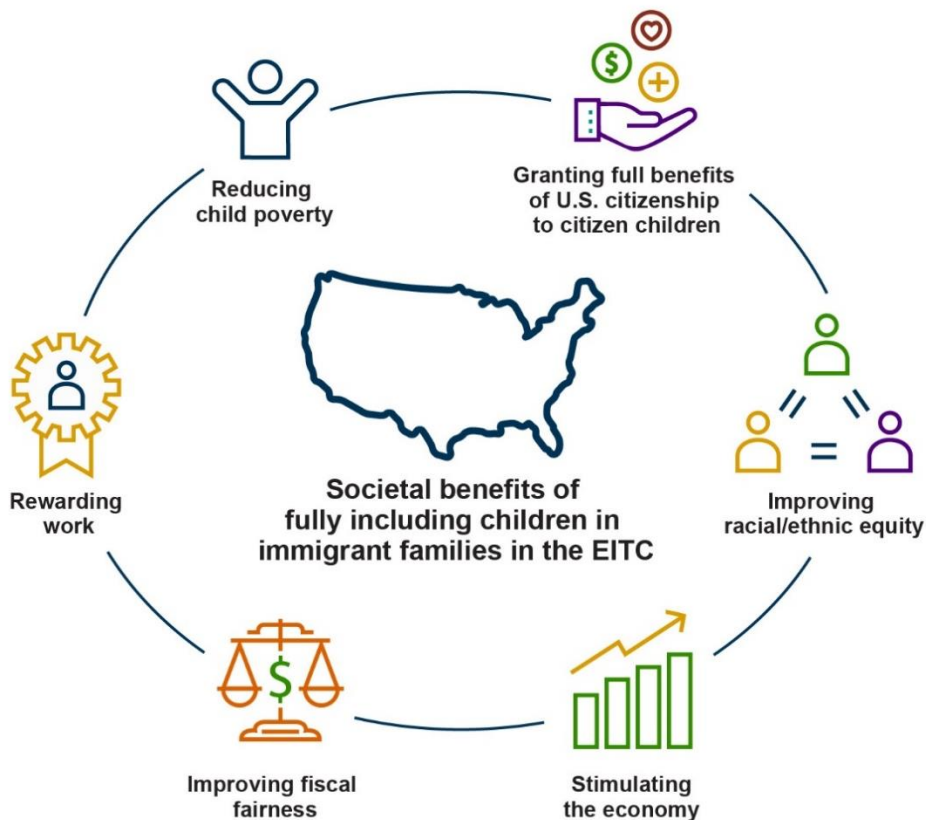 Reducing
child poverty
Granting full benefits
of U.S. citizenship
to citizen children
Improving
racial/ethnic equity
Stimulating
the economy
Improving fiscal
fairness
Rewarding
work
Societal benefits of
fully including children in
immigrant families in the EITC
$
$